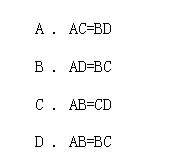 A . AC=BD
B . AD=BC
C . AB=CD
D . AB=BC